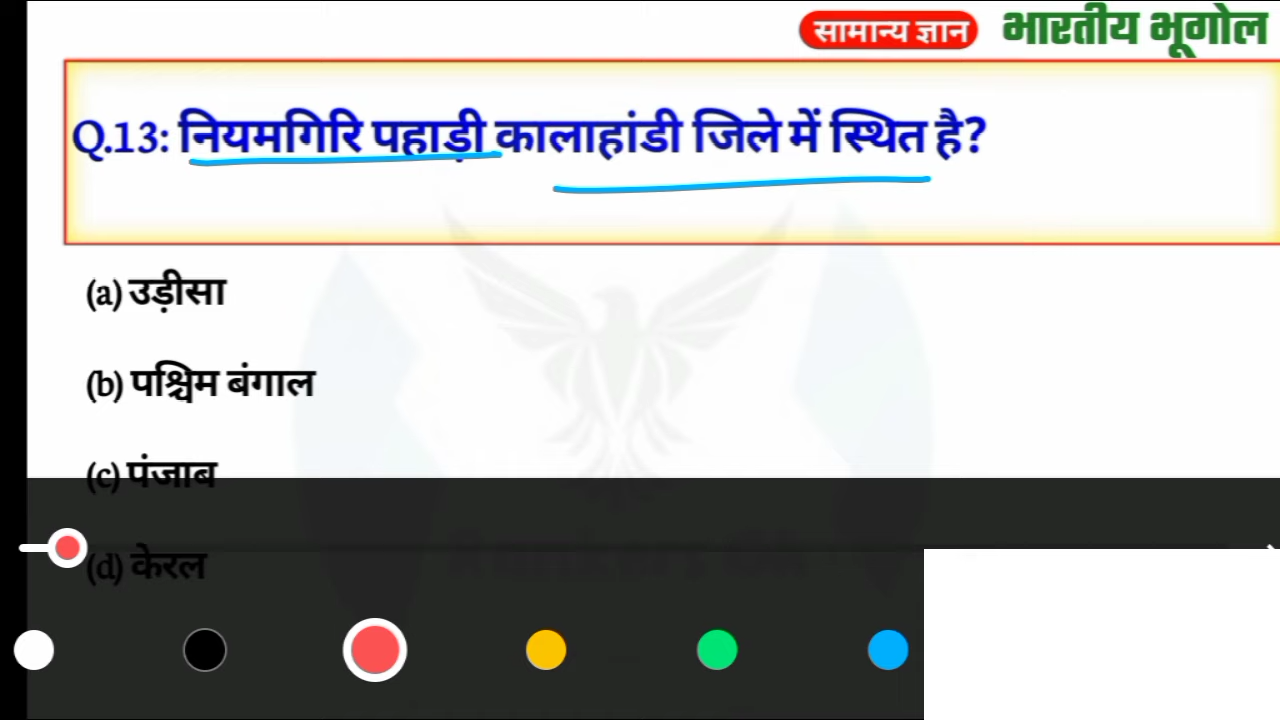 सामान्य ज्ञान भारतीय भूगोल
Q.13: नियमगिरि पहाड़ी कालाहांडी जिले में स्थित है?
(a) उड़ीसा
(b) पश्चिम बंगाल
(c) पंजाब
(d) केरल